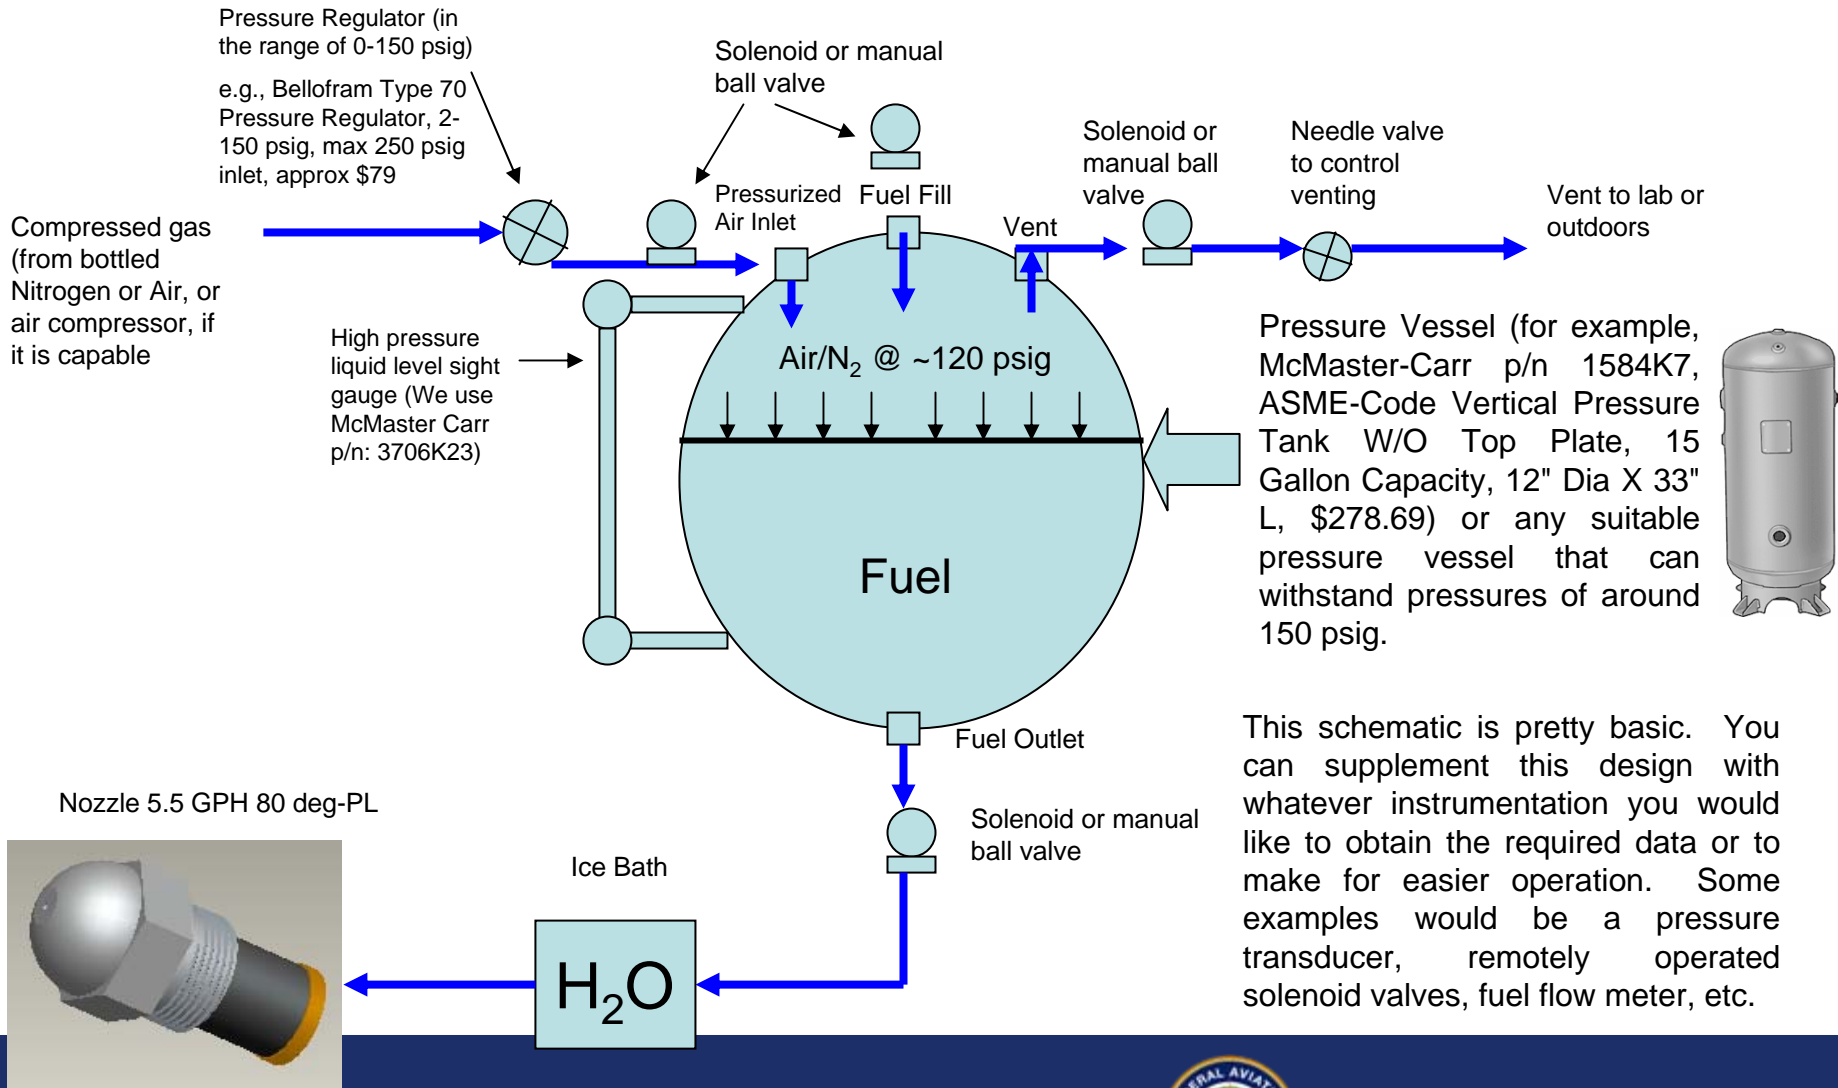 Pressure Regulator (in
the range of 0-150 psig)
e.g., Bellofram Type 70
Pressure Regulator, 2-
150 psig, max 250 psig
inlet, approx $79
Solenoid or manual
ball valve
Solenoid or
manual ball
valve
Needle valve
to control
venting
Vent to lab or
outdoors
Compressed gas
(from bottled
Nitrogen or Air, or
air compressor, if
it is capable
Pressurized
Air Inlet
Fuel Fill
Vent
High pressure
liquid level sight
gauge (We use
McMaster Carr
p/n: 3706K23)
Air/N2 @ ~120 psig
Fuel
Pressure Vessel (for example,
McMaster-Carr p/n 1584K7,
ASME-Code Vertical Pressure
Tank W/O Top Plate, 15
Gallon Capacity, 12" Dia X 33"
L, $278.69) or any suitable
pressure vessel that can
withstand pressures of around
150 psig.
Fuel Outlet
Solenoid or manual
ball valve
This schematic is pretty basic. You
can supplement this design with
whatever instrumentation you would
like to obtain the required data or to
make for easier operation. Some
examples would be a pressure
transducer, remotely operated
solenoid valves, fuel flow meter, etc.
Nozzle 5.5 GPH 80 deg-PL
Ice Bath
H2O